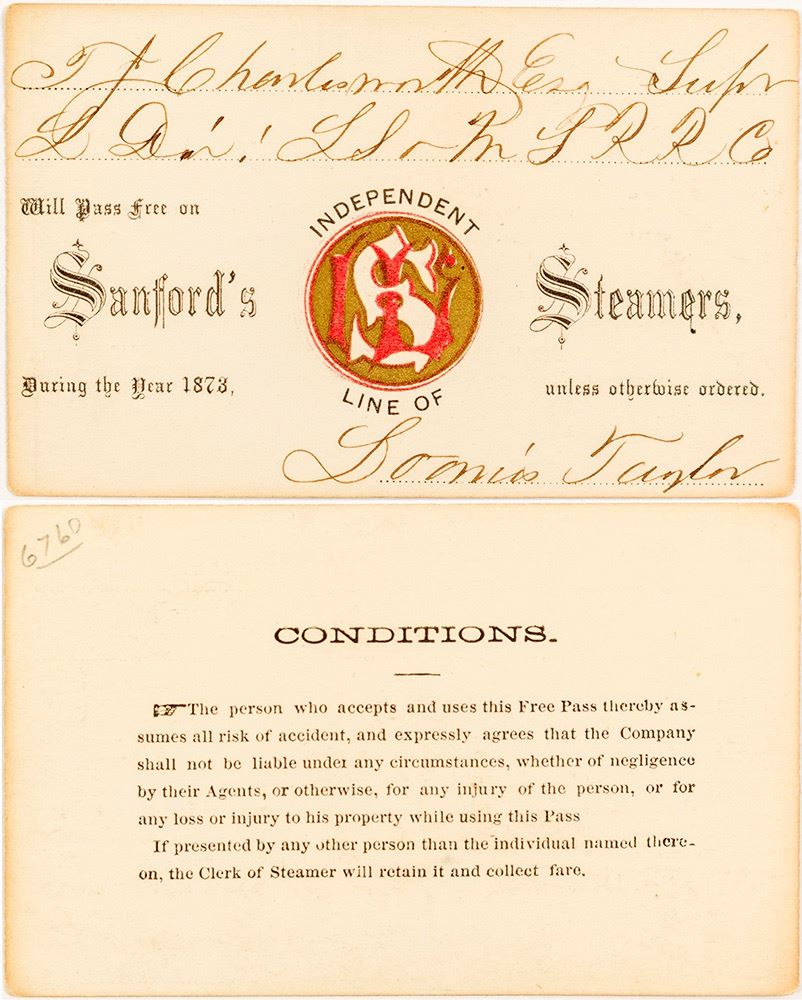 T J Charlesworth Esq Supt
L Div! L S & M S R R Co
Will Pass Free on
INDEPENDENT
Sanford's
Steamers,
During the Year 1873,
LINE OF
unless otherwise ordered.
Loomis Taylor
6760
CONDITIONS.
☞The person who accepts and uses this Free Pass thereby as-
sumes all risk of accident, and expressly agrees that the Company
shall not be liable under any circumstances, whether of negligence
by their Agents, or otherwise, for any injury of the person, or for
any loss or injury to his property while using this Pass
If presented by any other person than the individual named there-
on, the Clerk of Steamer will retain it and collect fare.